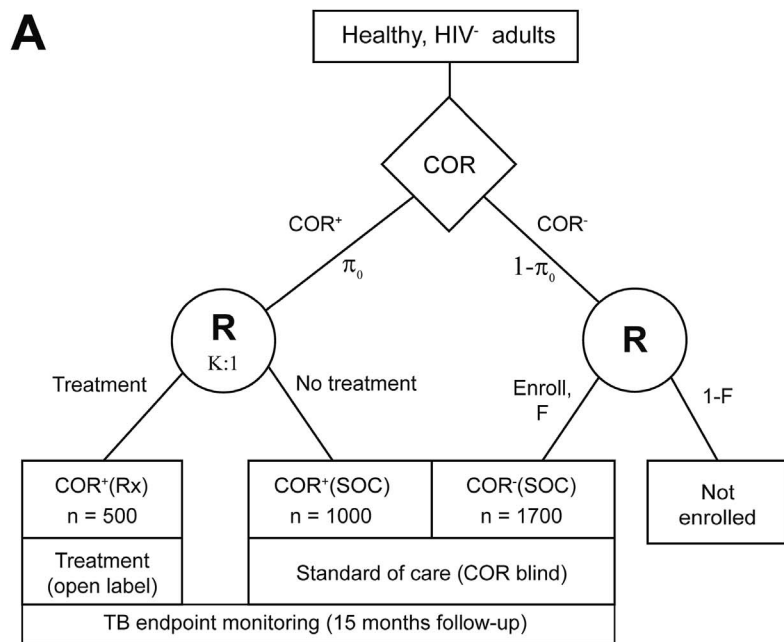 A
Healthy, HIV⁻ adults
COR
COR⁺
COR⁻
π₀
1-π₀
R
K:1
R
Treatment
No treatment
Enroll,
F
1-F
COR⁺(Rx)
n = 500
COR⁺(SOC)
n = 1000
COR⁻(SOC)
n = 1700
Not
enrolled
Treatment
(open label)
Standard of care (COR blind)
TB endpoint monitoring (15 months follow-up)